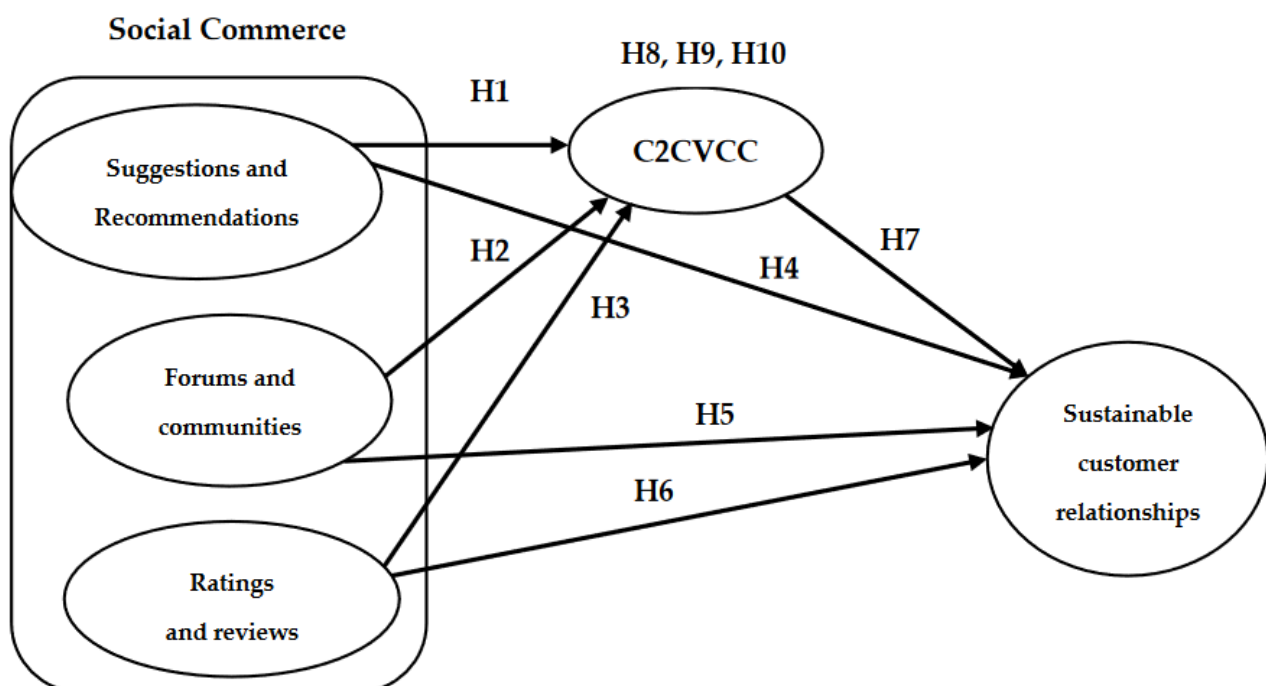 Social Commerce
H8, H9, H10
H1
C2CVCC
Suggestions and
Recommendations
H2
H7
H4
H3
Forums and
communities
H5
Sustainable
customer
relationships
H6
Ratings
and reviews